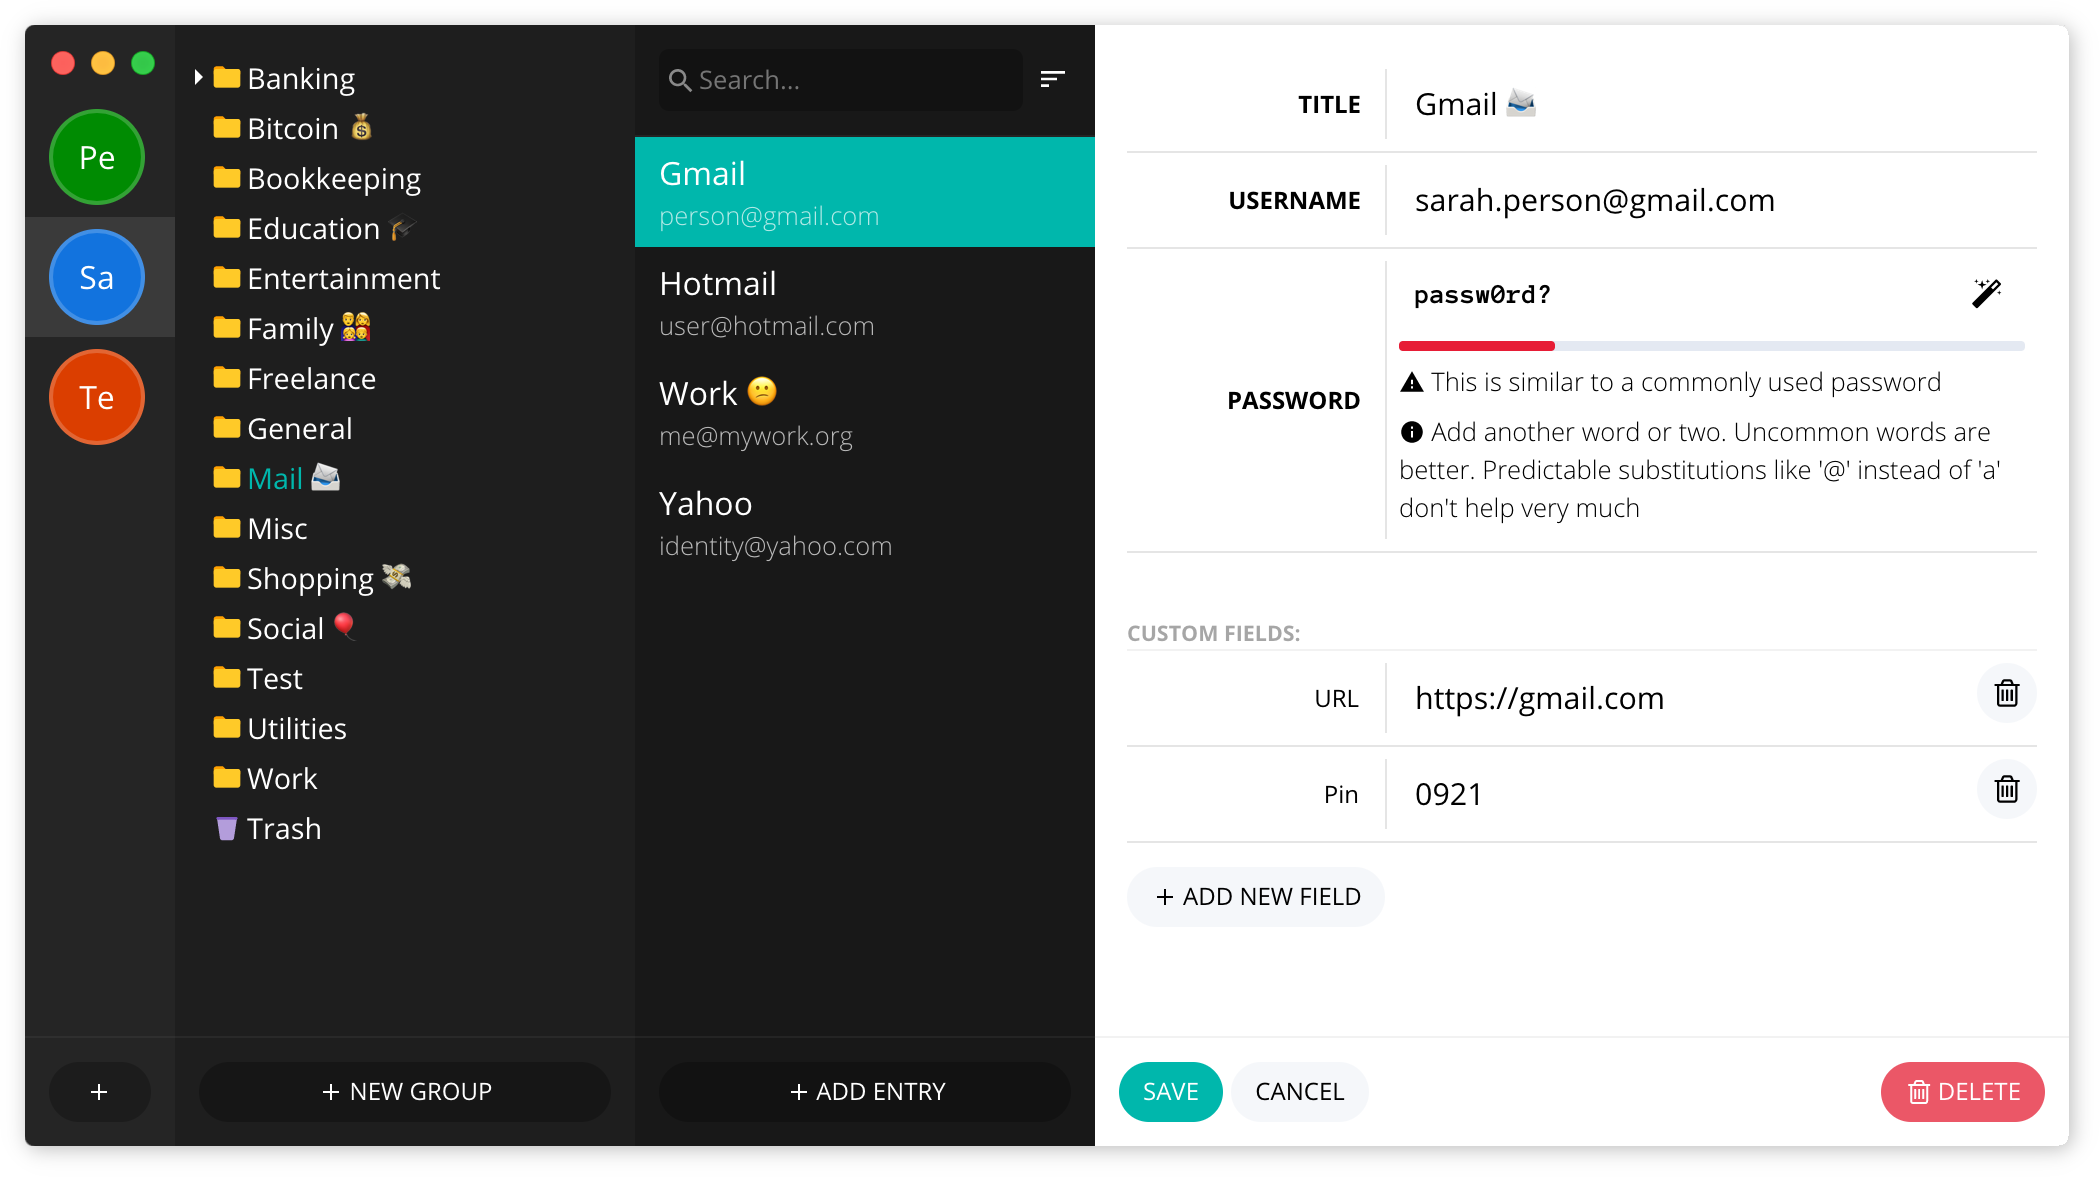 Pe
Sa
Te
+
Banking
Bitcoin 💰
Bookkeeping
Education 🎓
Entertainment
Family 👨‍👩‍👧‍👦
Freelance
General
Mail 📨
Misc
Shopping 💸
Social 🎈
Test
Utilities
Work
Trash
+ NEW GROUP
Search...
Gmail
person@gmail.com
Hotmail
user@hotmail.com
Work 😕
me@mywork.org
Yahoo
identity@yahoo.com
+ ADD ENTRY
TITLE
Gmail 📨
USERNAME
sarah.person@gmail.com
PASSWORD
passw0rd?
This is similar to a commonly used password
Add another word or two. Uncommon words are
better. Predictable substitutions like '@' instead of 'a'
don't help very much
CUSTOM FIELDS:
URL
https://gmail.com
Pin
0921
+ ADD NEW FIELD
SAVE
CANCEL
DELETE